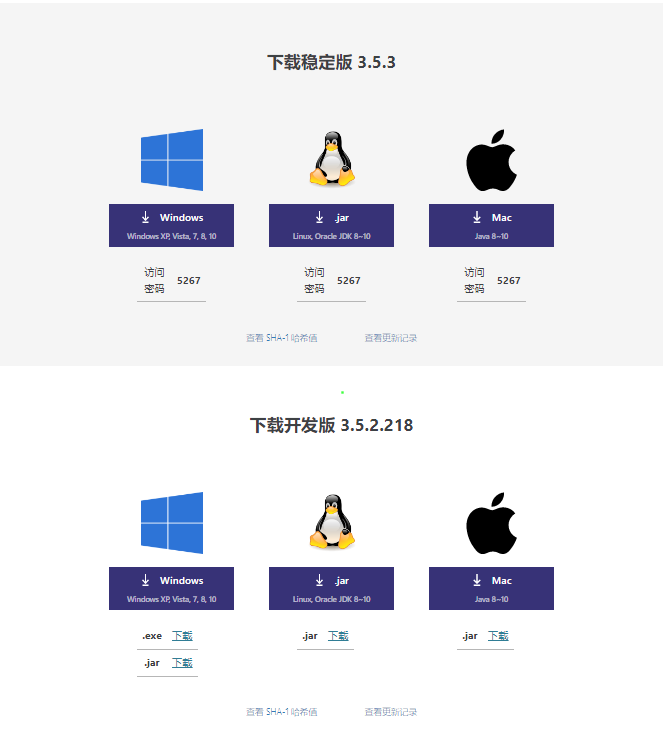 下载稳定版 3.5.3
Windows .jar Mac
Windows XP, Vista, 7, 8, 10 Linux, Oracle JDK 8~10 Java 8~10
访问密码 5267 访问密码 5267 访问密码 5267
查看 SHA-1 哈希值 查看更新记录
下载开发版 3.5.2.218
Windows .jar Mac
Windows XP, Vista, 7, 8, 10 Linux, Oracle JDK 8~10 Java 8~10
.exe 下载 .jar 下载 .jar 下载
.jar 下载
查看 SHA-1 哈希值 查看更新记录